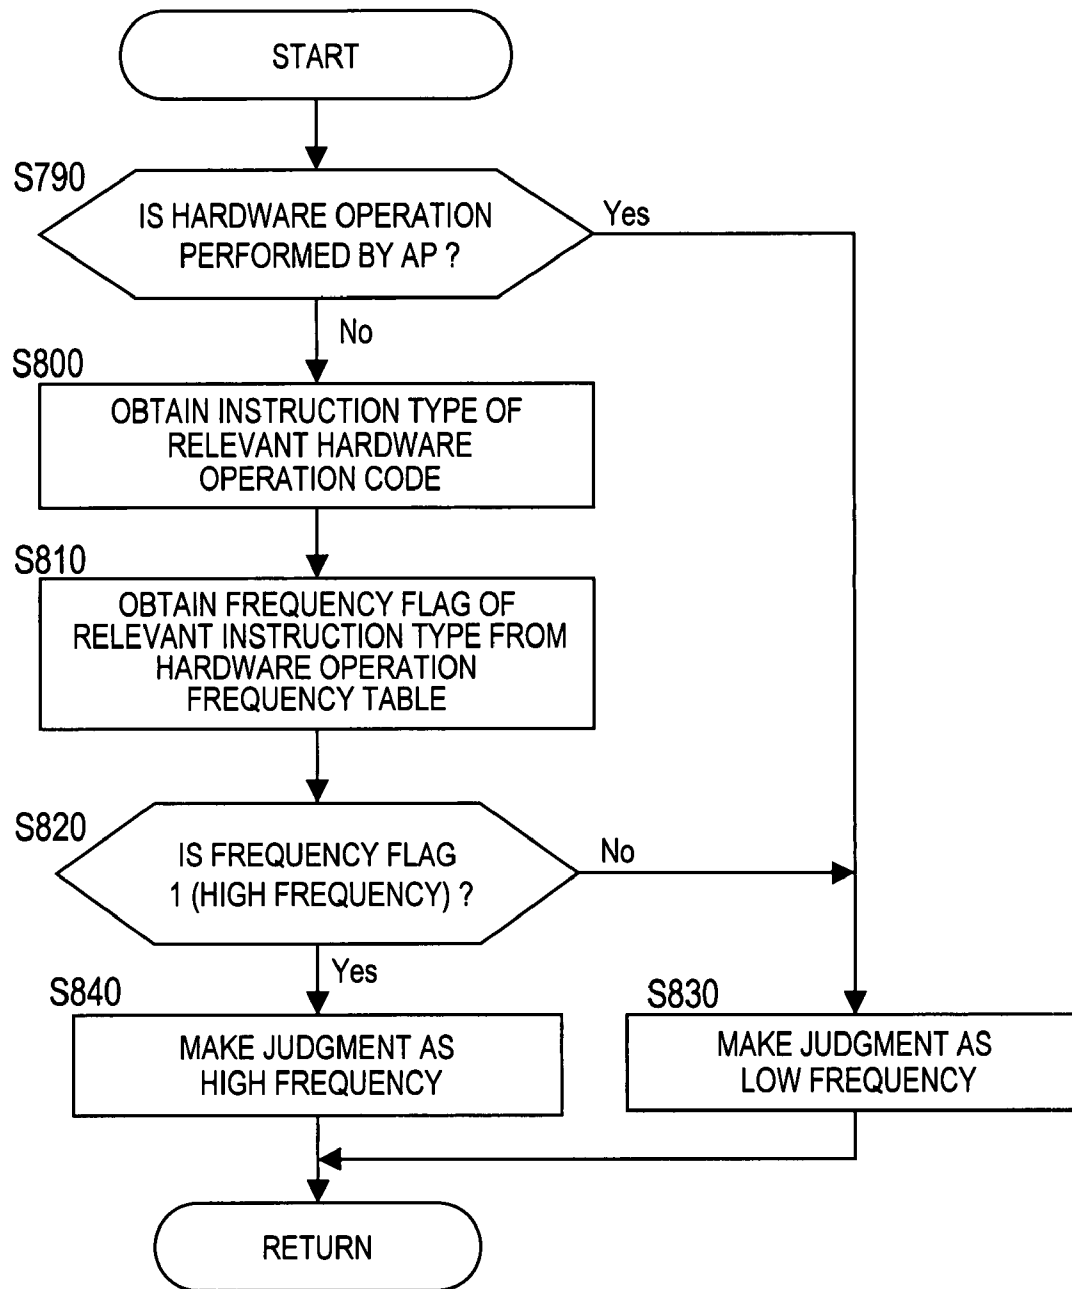 START
S790
IS HARDWARE OPERATION
PERFORMED BY AP ?
Yes
No
S800
OBTAIN INSTRUCTION TYPE OF
RELEVANT HARDWARE
OPERATION CODE
S810
OBTAIN FREQUENCY FLAG OF
RELEVANT INSTRUCTION TYPE FROM
HARDWARE OPERATION
FREQUENCY TABLE
S820
IS FREQUENCY FLAG
1 (HIGH FREQUENCY) ?
No
Yes
S840
MAKE JUDGMENT AS
HIGH FREQUENCY
S830
MAKE JUDGMENT AS
LOW FREQUENCY
RETURN